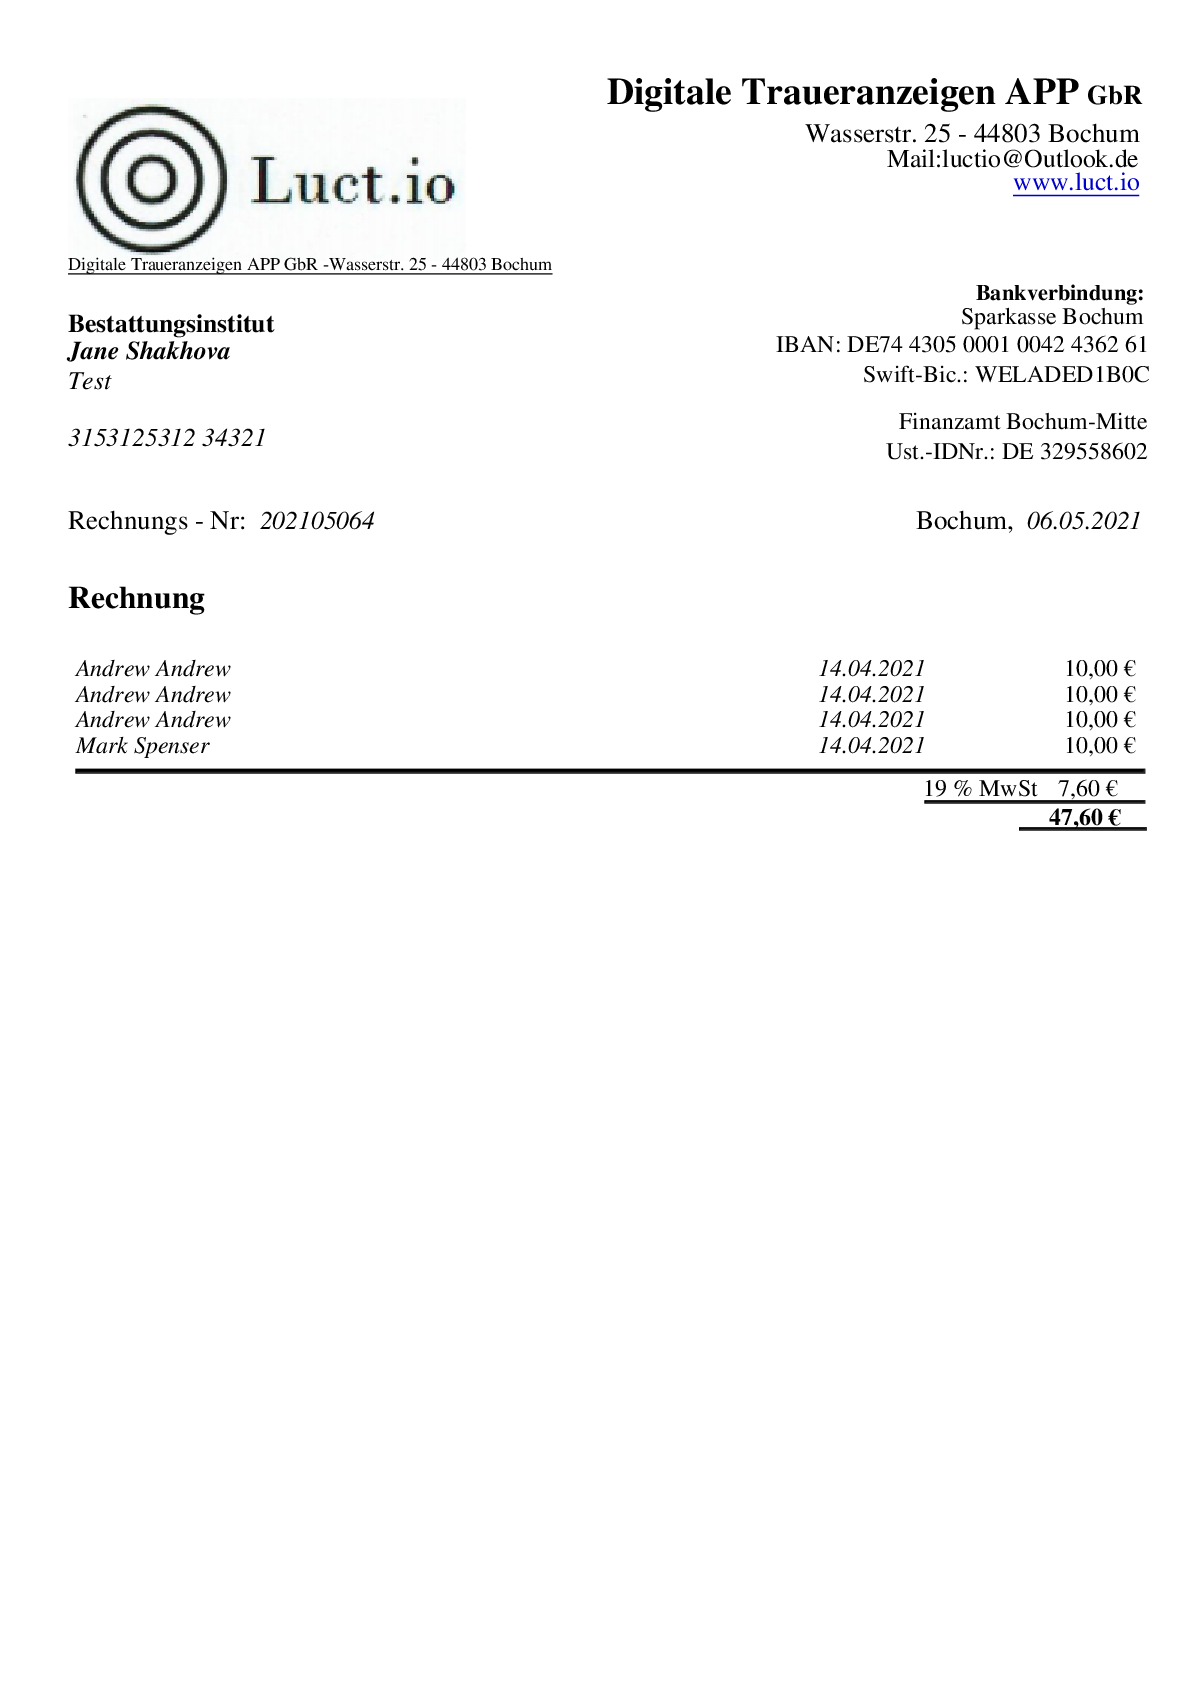 Digitale Traueranzeigen APP GbR
Wasserstr. 25 - 44803 Bochum
Mail:luctio@Outlook.de
www.luct.io
Luct.io
Digitale Traueranzeigen APP GbR -Wasserstr. 25 - 44803 Bochum
Bankverbindung:
Sparkasse Bochum
IBAN: DE74 4305 0001 0042 4362 61
Swift-Bic.: WELADED1B0C
Finanzamt Bochum-Mitte
Ust.-IDNr.: DE 329558602
Bestattungsinstitut
Jane Shakhova
Test
3153125312 34321
Rechnungs - Nr: 202105064 Bochum, 06.05.2021
Rechnung
Andrew Andrew 14.04.2021 10,00 €
Andrew Andrew 14.04.2021 10,00 €
Andrew Andrew 14.04.2021 10,00 €
Mark Spenser 14.04.2021 10,00 €
19 % MwSt 7,60 €
47,60 €